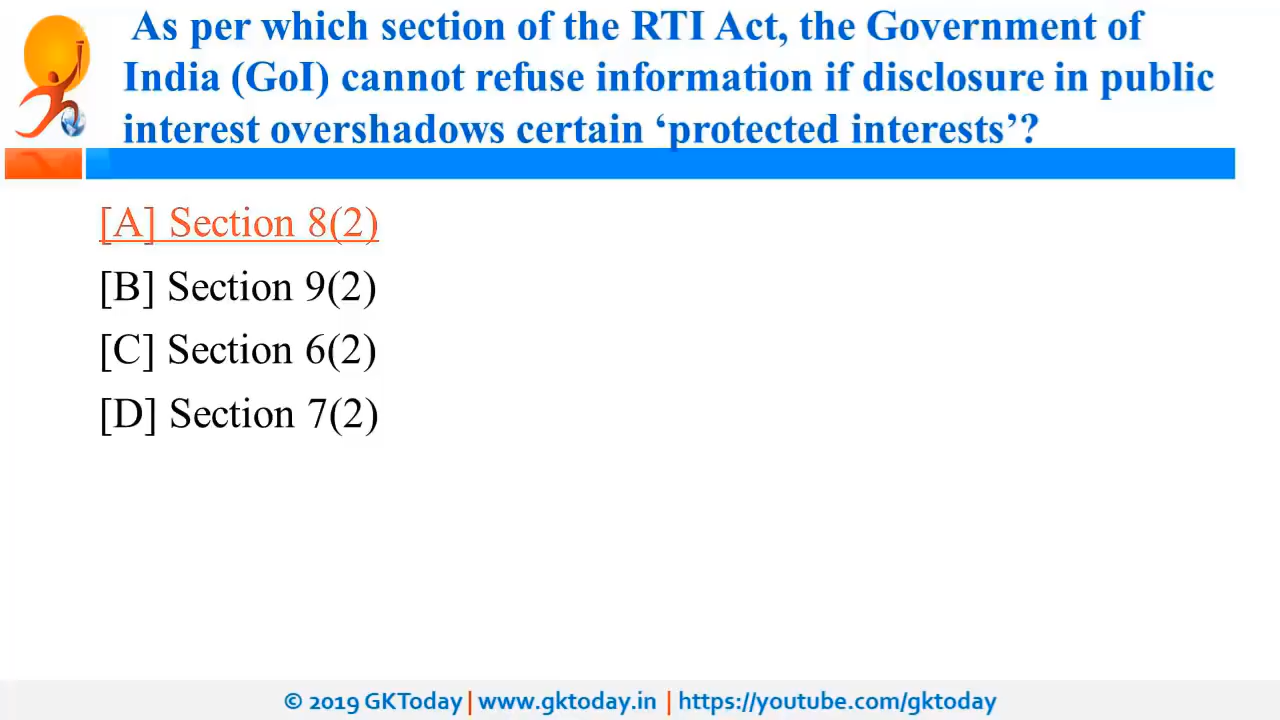 As per which section of the RTI Act, the Government of
India (GoI) cannot refuse information if disclosure in public
interest overshadows certain ‘protected interests’?
[A] Section 8(2)
[B] Section 9(2)
[C] Section 6(2)
[D] Section 7(2)
© 2019 GKToday | www.gktoday.in | https://youtube.com/gktoday